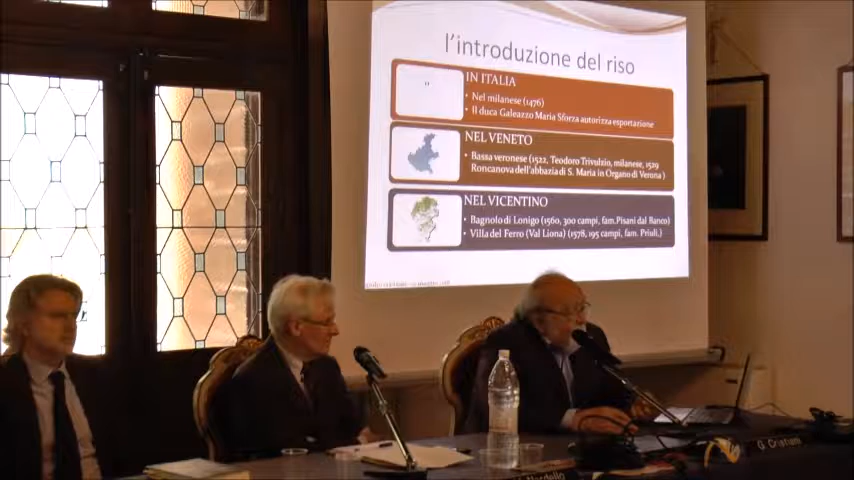 l'introduzione del riso
IN ITALIA
• Nel milanese (1476)
• Il duca Galeazzo Maria Sforza autorizza esportazione
NEL VENETO
• Bassa veronese (1522, Teodoro Trivulzio, milanese, 1529
Roncanova dell'abbazia di S. Maria in Organo di Verona)
NEL VICENTINO
• Bagnolo di Lonigo (1560, 300 campi, fam.Pisani dal Banco)
• Villa del Ferro (Val Liona) (1578, 195 campi, fam. Priuli,)
G. Cristiani